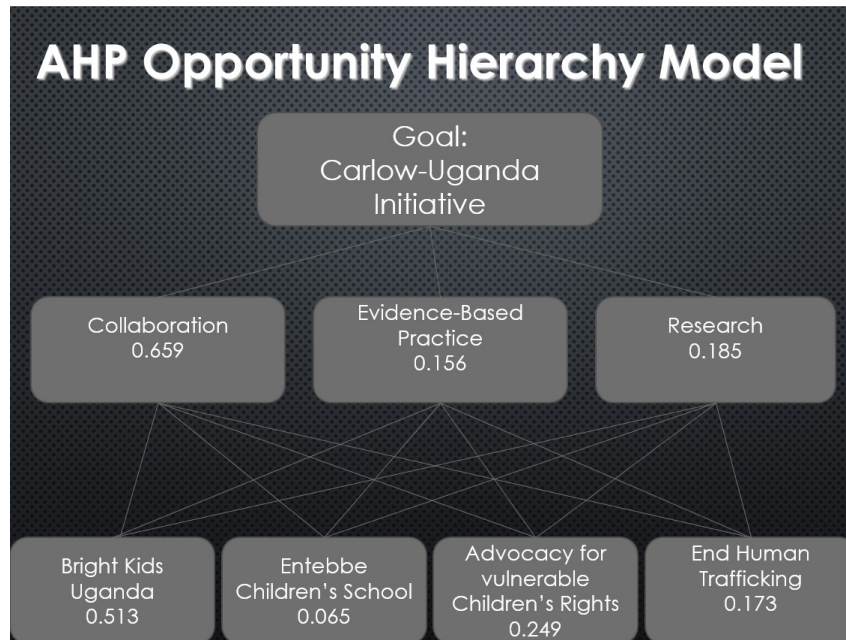 AHP Opportunity Hierarchy Model
Goal:
Carlow-Uganda
Initiative
Collaboration
0.659
Evidence-Based
Practice
0.156
Research
0.185
Bright Kids
Uganda
0.513
Entebbe
Children’s School
0.065
Advocacy for
vulnerable
Children’s Rights
0.249
End Human
Trafficking
0.173